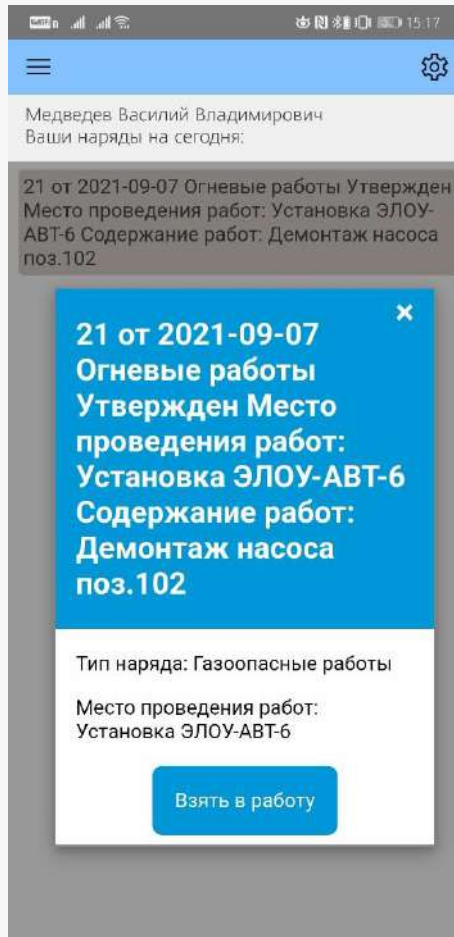 15:17
Медведев Василий Владимирович
Ваши наряды на сегодня:
21 от 2021-09-07 Огневые работы Утвержден
Место проведения работ: Установка ЭЛОУ-
АВТ-6 Содержание работ: Демонтаж насоса
поз.102
×
21 от 2021-09-07
Огневые работы
Утвержден Место
проведения работ:
Установка ЭЛОУ-АВТ-6
Содержание работ:
Демонтаж насоса
поз.102
Тип наряда: Газоопасные работы
Место проведения работ:
Установка ЭЛОУ-АВТ-6
Взять в работу